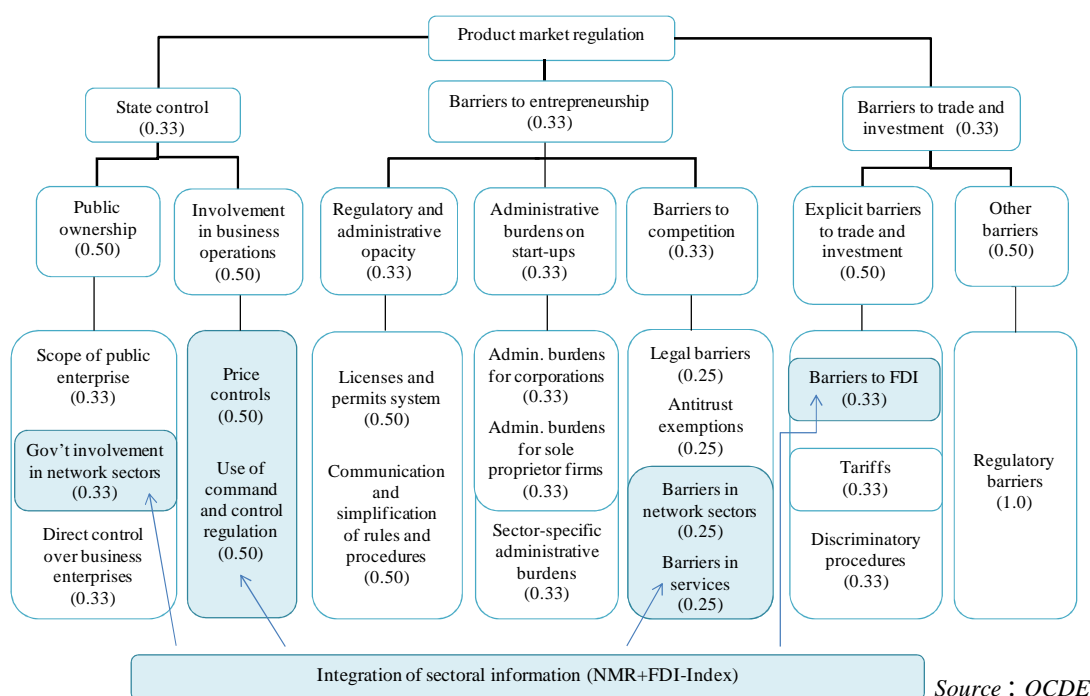 Product market regulation
State control
(0.33)
Barriers to entrepreneurship
(0.33)
Barriers to trade and
investment (0.33)
Public
ownership
(0.50)
Involvement
in business
operations
(0.50)
Regulatory and
administrative
opacity
(0.33)
Administrative
burdens on
start-ups
(0.33)
Barriers to
competition
(0.33)
Explicit barriers
to trade and
investment
(0.50)
Other
barriers
(0.50)
Scope of public
enterprise
(0.33)
Gov't involvement
in network sectors
(0.33)
Direct control
over business
enterprises
(0.33)
Price
controls
(0.50)
Use of
command
and control
regulation
(0.50)
Licenses and
permits system
(0.50)
Communication
and
simplification
of rules and
procedures
(0.50)
Admin. burdens
for corporations
(0.33)
Admin. burdens
for sole
proprietor firms
(0.33)
Sector-specific
administrative
burdens
(0.33)
Legal barriers
(0.25)
Antitrust
exemptions
(0.25)
Barriers in
network sectors
(0.25)
Barriers in
services
(0.25)
Barriers to FDI
(0.33)
Tariffs
(0.33)
Discriminatory
procedures
(0.33)
Regulatory
barriers
(1.0)
Integration of sectoral information (NMR+FDI-Index)
Source : OCDE